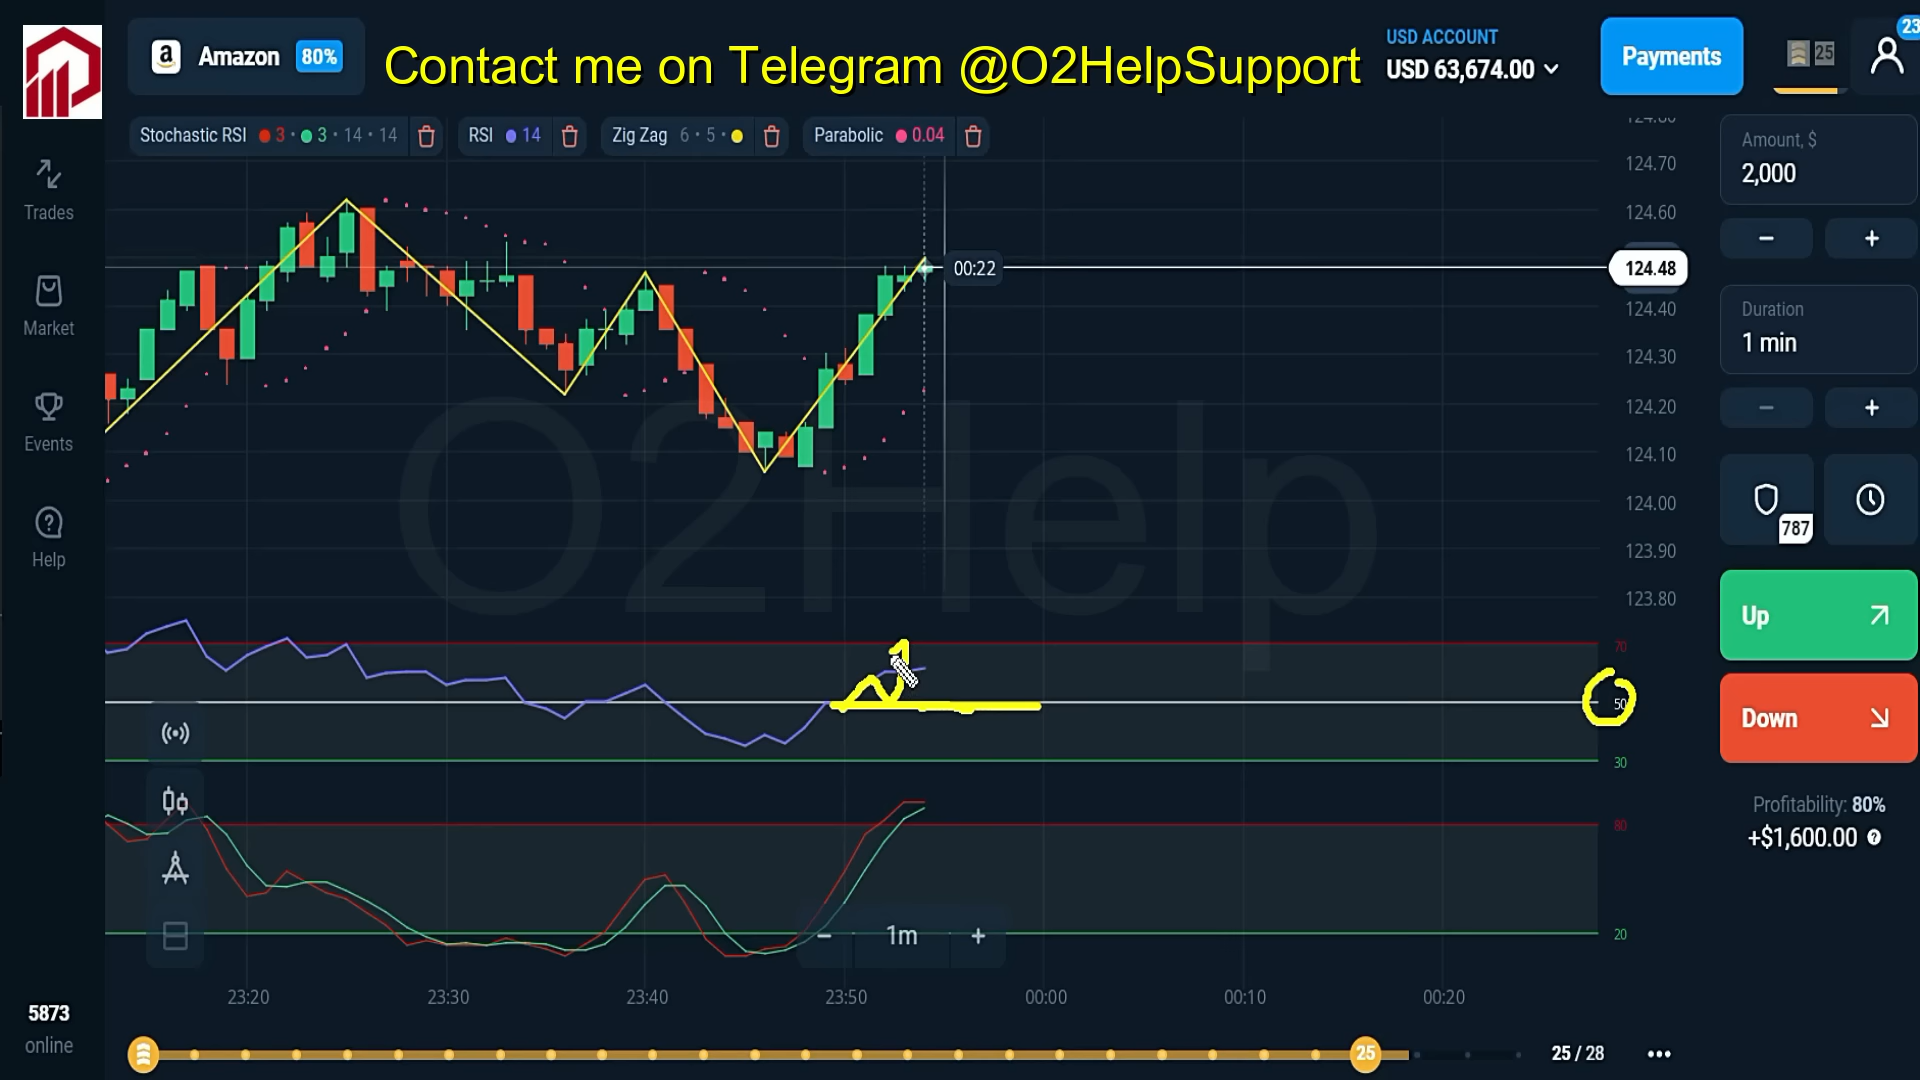 Amazon 80%
Contact me on Telegram @O2HelpSupport
USD ACCOUNT
USD 63,674.00
Payments
25
23
Stochastic RSI 3 · 3 · 14 · 14
RSI 14
Zig Zag 6 · 5 ·
Parabolic 0.04
Trades
Market
Events
Help
5873
online
O2Help
00:22
124.80
124.70
124.60
124.48
124.40
124.30
124.20
124.10
124.00
123.90
123.80
70
50
30
80
20
1m
23:20
23:30
23:40
23:50
00:00
00:10
00:20
25
25 / 28
Amount, $
2,000
Duration
1 min
787
Up
Down
Profitability: 80%
+$1,600.00